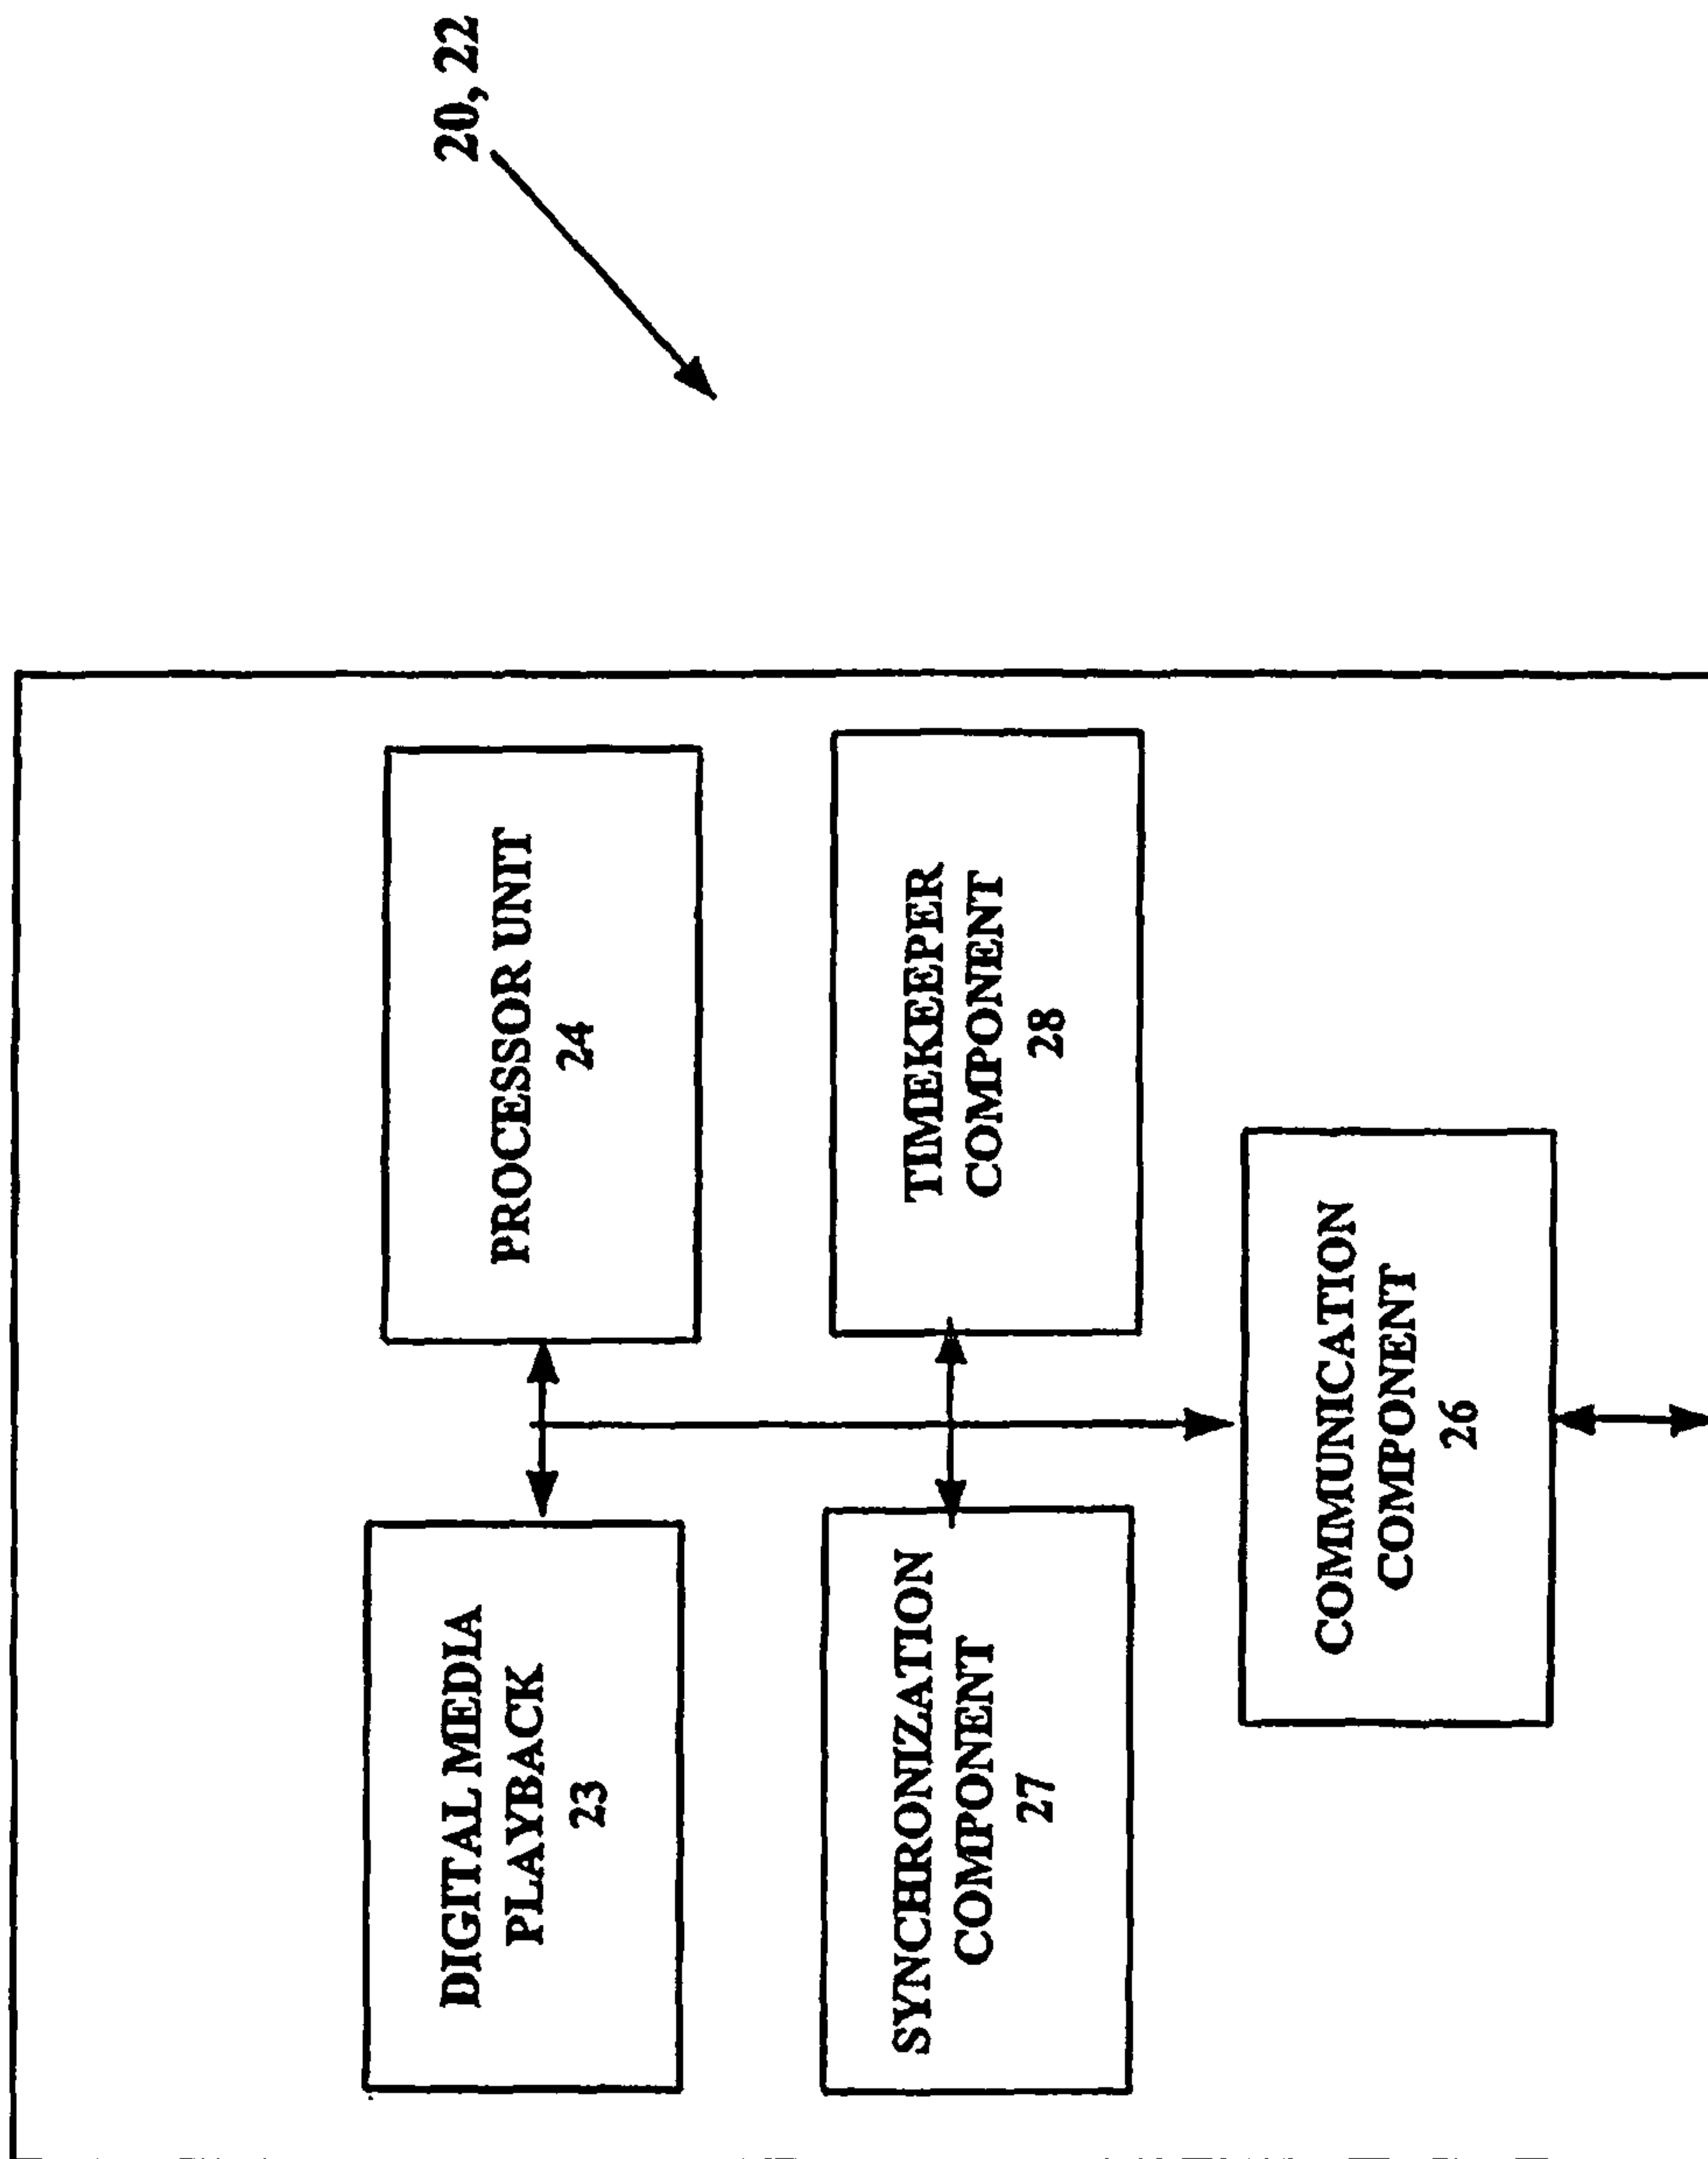 20, 22
DIGITAL MEDIA
PLAYBACK
23
PROCESSOR UNIT
24
SYNCHRONIZATION
COMPONENT
27
TIMEKEEPER
COMPONENT
28
COMMUNICATION
COMPONENT
26